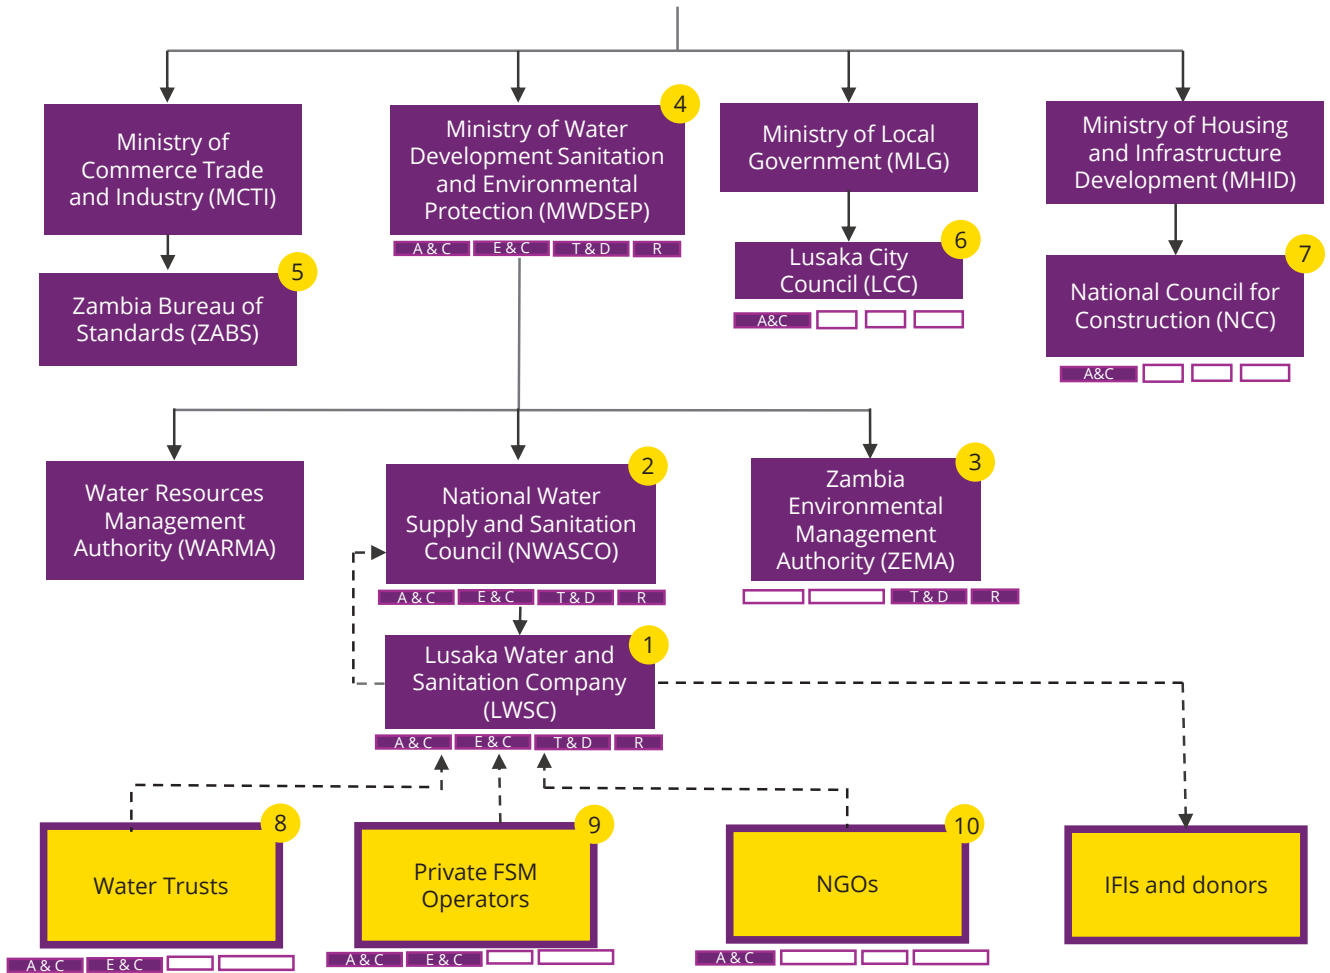 4
Ministry of
Commerce Trade
and Industry (MCTI)
Ministry of Water
Development Sanitation
and Environmental
Protection (MWDSEP)
Ministry of Local
Government (MLG)
Ministry of Housing
and Infrastructure
Development (MHID)
A & C E & C T & D R
5
Zambia Bureau of
Standards (ZABS)
6
Lusaka City
Council (LCC)
A&C
7
National Council for
Construction (NCC)
A&C
Water Resources
Management
Authority (WARMA)
2
National Water
Supply and Sanitation
Council (NWASCO)
A & C E & C T & D R
3
Zambia
Environmental
Management
Authority (ZEMA)
T & D R
1
Lusaka Water and
Sanitation Company
(LWSC)
A & C E & C T & D R
8
Water Trusts
A & C E & C
9
Private FSM
Operators
A & C E & C
10
NGOs
A & C
IFIs and donors